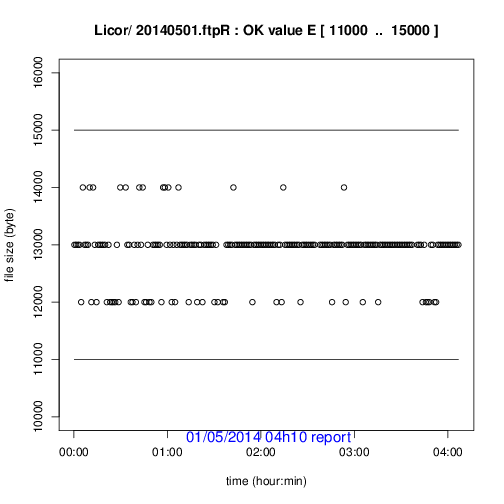 Licor/ 20140501.ftpR : OK value E [ 11000 .. 15000 ]
file size (byte)
16000
15000
14000
13000
12000
11000
10000
00:00 01:00 02:00 03:00 04:00
01/05/2014 04h10 report
time (hour:min)